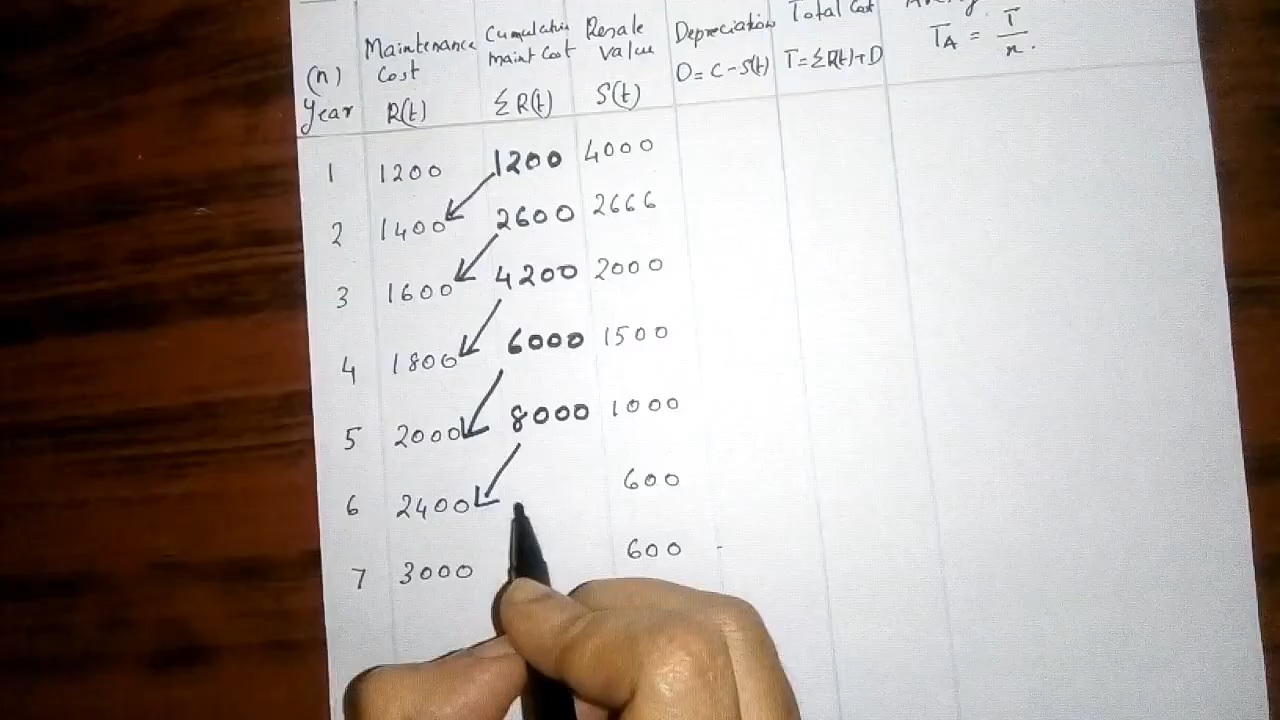 (n) Year
Maintenance Cost R(t)
Cumulative maint Cost ΣR(t)
Resale Value S(t)
Depreciation D = C - S(t)
Total Cost T = ΣR(t)+D
T_A = T/n.
1 1200 1200 4000
2 1400 2600 2666
3 1600 4200 2000
4 1800 6000 1500
5 2000 8000 1000
6 2400 600
7 3000 600